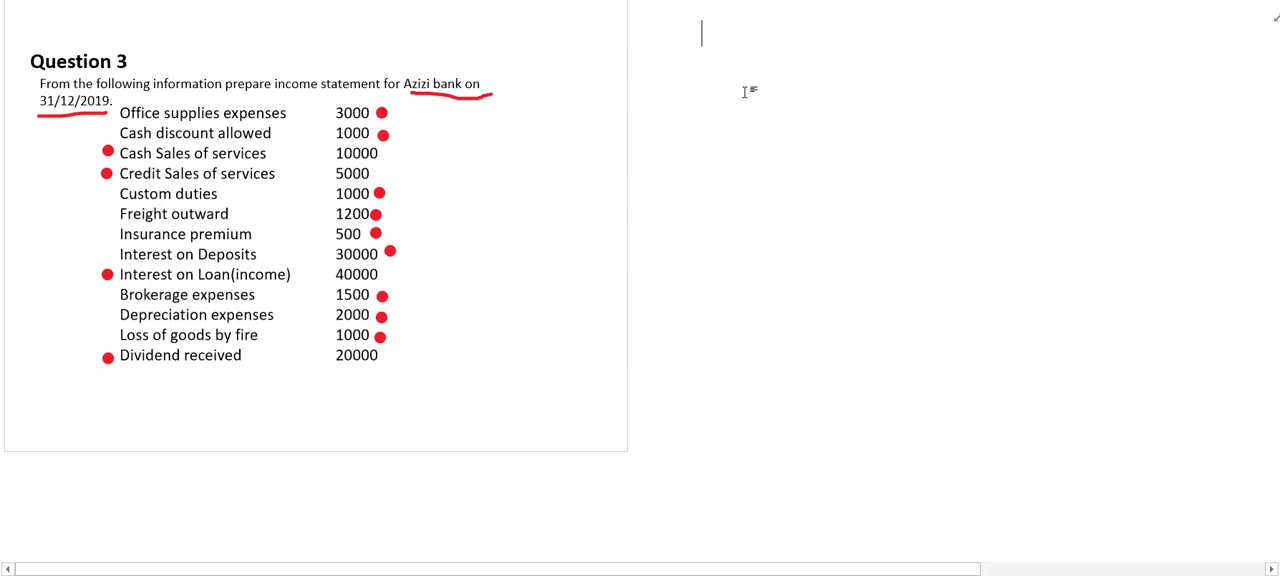 Question 3
From the following information prepare income statement for Azizi bank on
31/12/2019.
Office supplies expenses 3000
Cash discount allowed 1000
Cash Sales of services 10000
Credit Sales of services 5000
Custom duties 1000
Freight outward 1200
Insurance premium 500
Interest on Deposits 30000
Interest on Loan(income) 40000
Brokerage expenses 1500
Depreciation expenses 2000
Loss of goods by fire 1000
Dividend received 20000